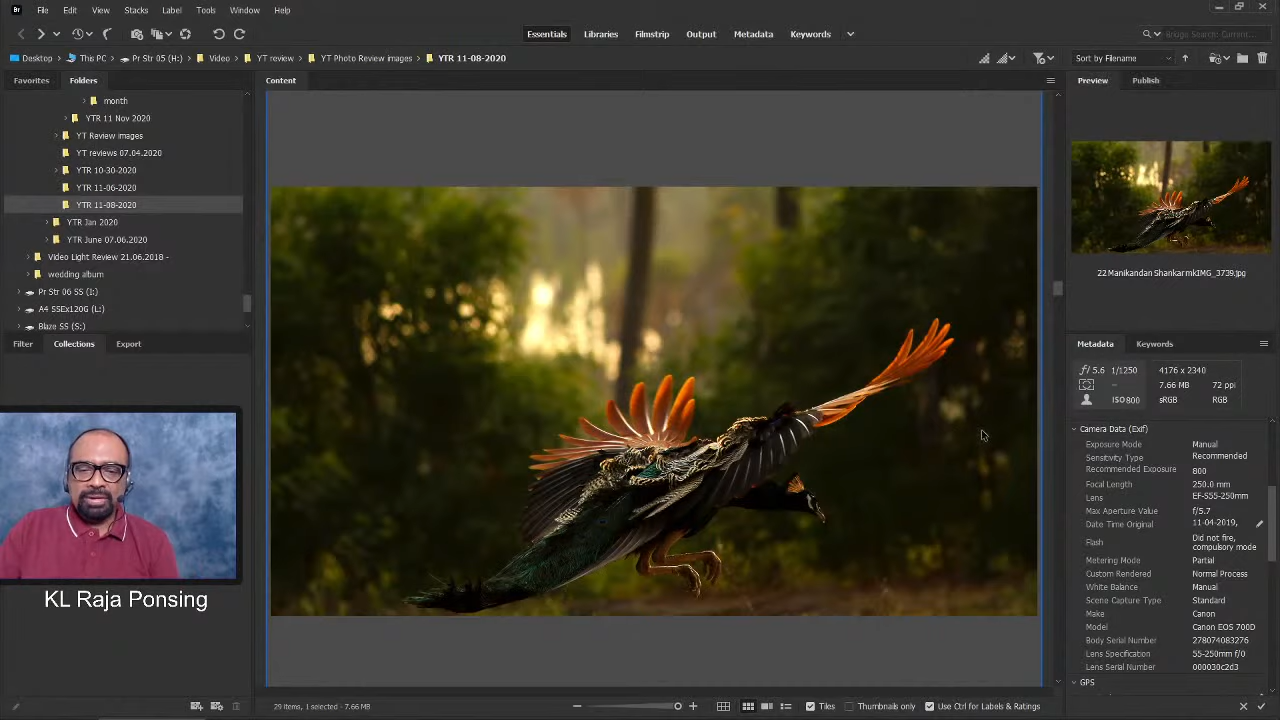 Br File Edit View Stacks Label Tools Window Help
Essentials Libraries Filmstrip Output Metadata Keywords
Desktop This PC Pr Str 05 (H:) Video YT review YT Photo Review images YTR 11-08-2020
Sort by Filename
Favorites Folders
month
YTR 11 Nov 2020
YT Review images
YT reviews 07.04.2020
YTR 10-30-2020
YTR 11-06-2020
YTR 11-08-2020
YTR Jan 2020
YTR June 07.06.2020
Video Light Review 21.06.2018 -
wedding album
Pr Str 06 SS (I:)
A4 SSEx120G (L:)
Blaze SS (S:)
Filter Collections Export
KL Raja Ponsing
Content
29 items, 1 selected - 7.66 MB
Tiles Thumbnails only Use Ctrl for Labels & Ratings
Preview Publish
22 Manikandan ShankarmkIMG_3739.jpg
Metadata Keywords
f/ 5.6 1/1250
--
ISO 800
4176 x 2340
7.66 MB 72 ppi
sRGB RGB
Camera Data (Exif)
Exposure Mode Manual
Sensitivity Type Recommended
Recommended Exposure 800
Focal Length 250.0 mm
Lens EF-S55-250mm
Max Aperture Value f/5.7
Date Time Original 11-04-2019,
Flash Did not fire, compulsory mode
Metering Mode Partial
Custom Rendered Normal Process
White Balance Manual
Scene Capture Type Standard
Make Canon
Model Canon EOS 700D
Body Serial Number 278074083276
Lens Specification 55-250mm f/0
Lens Serial Number 000030c2d3
GPS